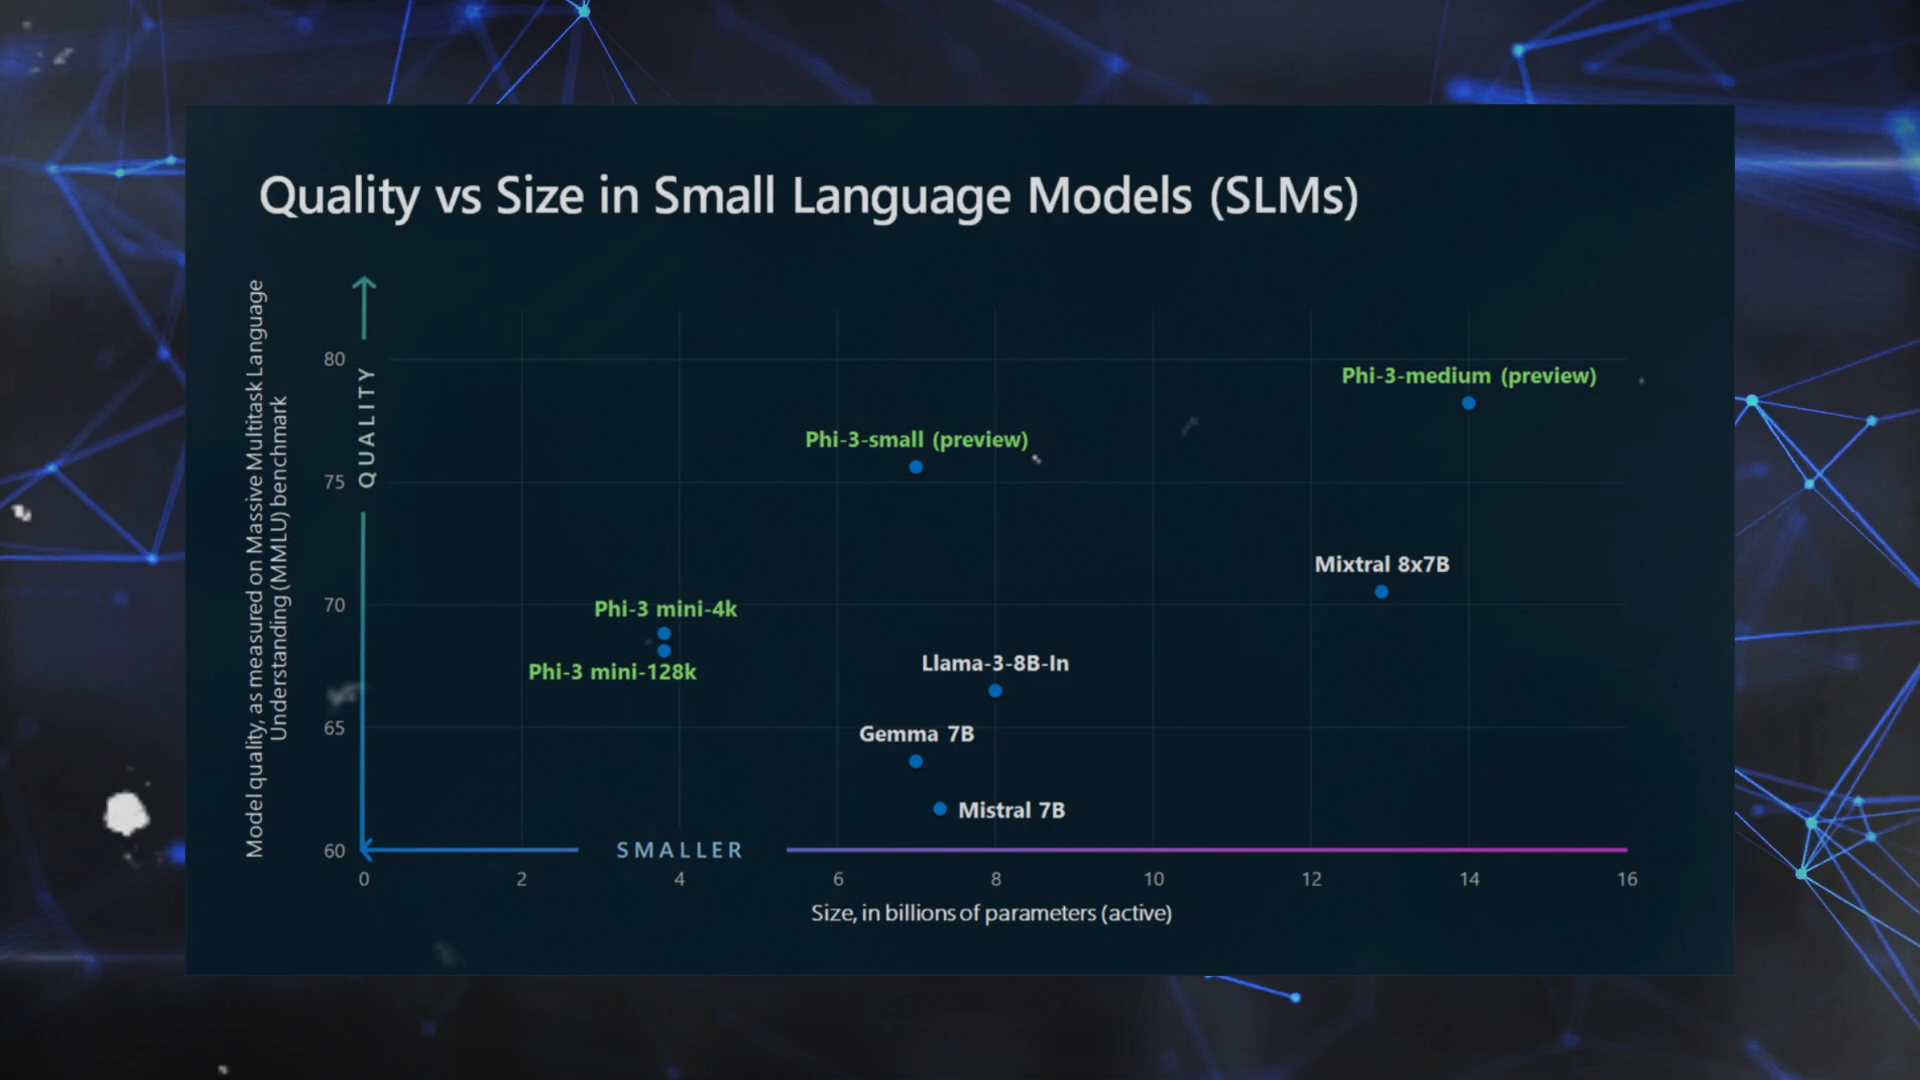 Quality vs Size in Small Language Models (SLMs)
Model quality, as measured on Massive Multitask Language
Understanding (MMLU) benchmark
QUALITY
80
75
70
65
60
Phi-3-medium (preview)
Phi-3-small (preview)
Mixtral 8x7B
Phi-3 mini-4k
Phi-3 mini-128k
Llama-3-8B-In
Gemma 7B
Mistral 7B
SMALLER
0 2 4 6 8 10 12 14 16
Size, in billions of parameters (active)